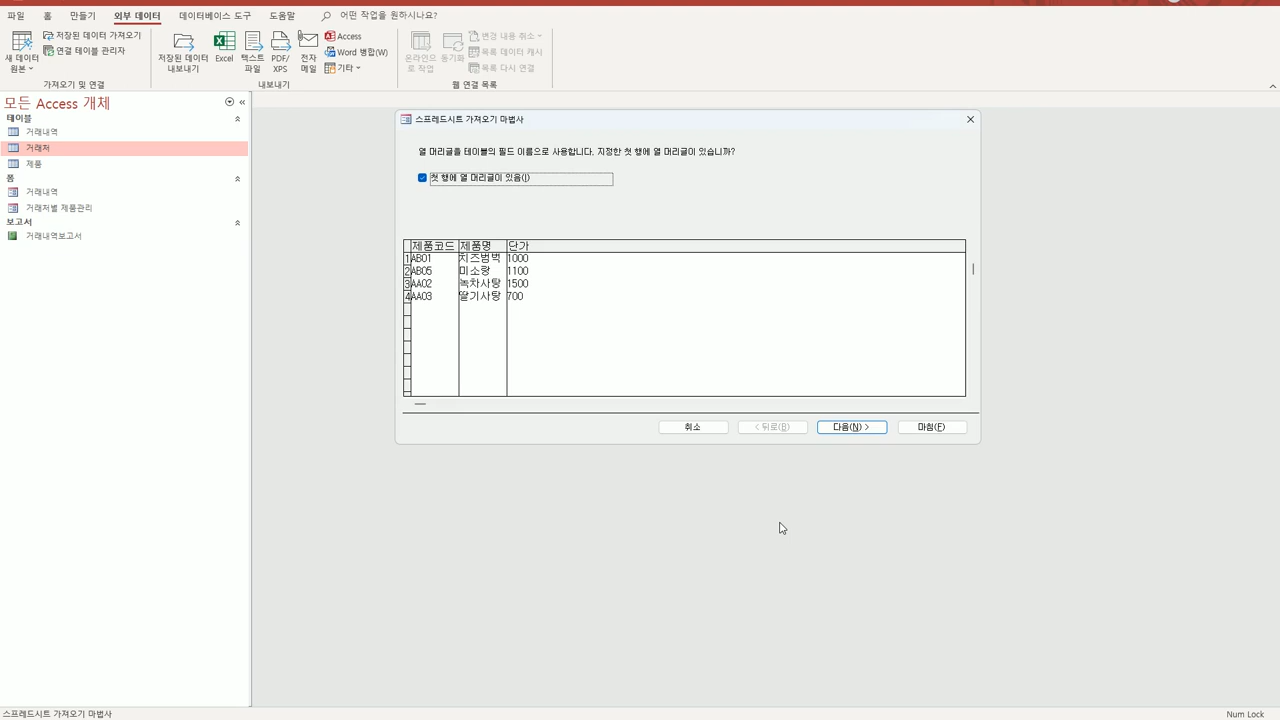 파일 홈 만들기 외부 데이터 데이터베이스 도구 도움말 어떤 작업을 원하시나요?
새 데이터 원본
저장된 데이터 가져오기
연결 테이블 관리자
가져오기 및 연결
저장된 데이터 내보내기
Excel
텍스트 파일
PDF/ XPS
전자 메일
Access
Word 병합(W)
기타
내보내기
온라인으로 작업
동기화
변경 내용 취소
목록 데이터 캐시
목록 다시 연결
웹 연결 목록
모든 Access 개체
테이블
거래내역
거래저
제품
폼
거래내역
거래저별 제품관리
보고서
거래내역보고서
스프레드시트 가져오기 마법사
열 머리글을 테이블의 필드 이름으로 사용합니다. 지정한 첫 행에 열 머리글이 있습니까?
첫 행에 열 머리글이 있음(I)
제품코드 제품명 단가
1 AB01 치즈범벅 1000
2 AB05 미소랑 1100
3 AA02 녹차사탕 1500
4 AA03 딸기사탕 700
취소 < 뒤로(B) 다음(N) > 마침(F)
스프레드시트 가져오기 마법사
Num Lock